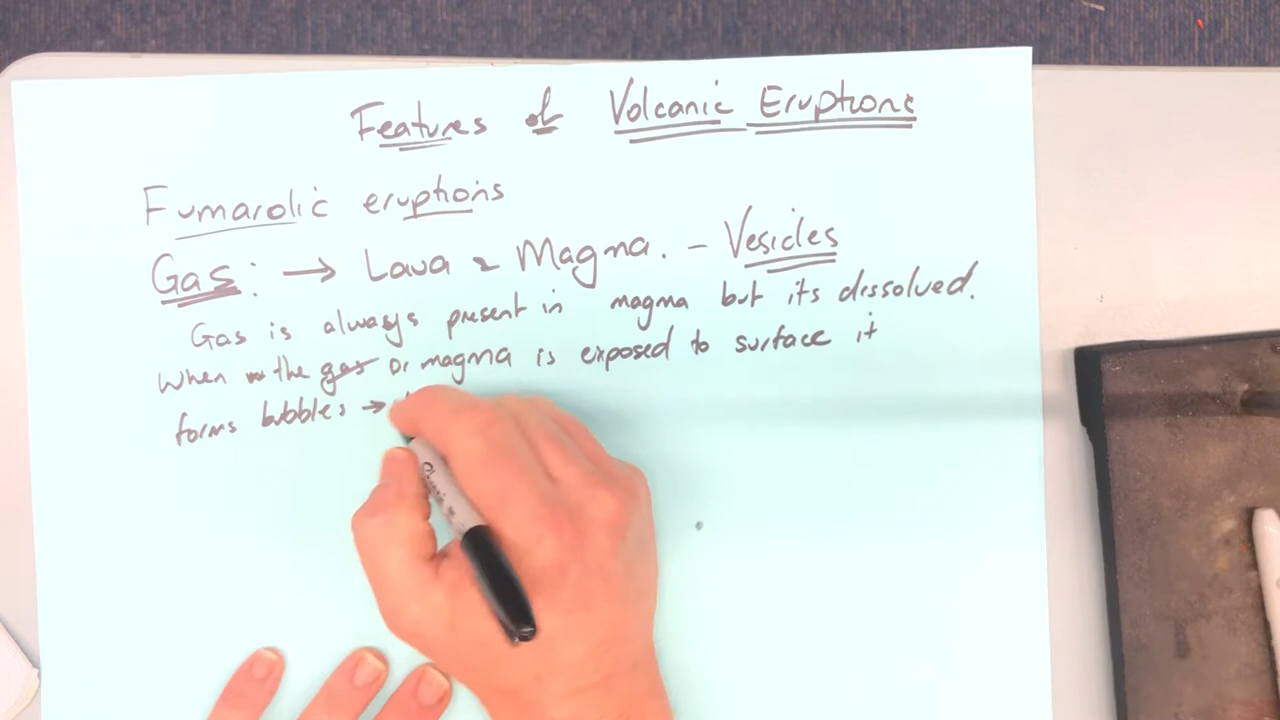 Features of Volcanic Eruptions
Fumarolic eruptions
Gas: → Lava & Magma. - Vesicles
Gas is always present in magma but its dissolved.
When the gas or magma is exposed to surface it
forms bubbles →